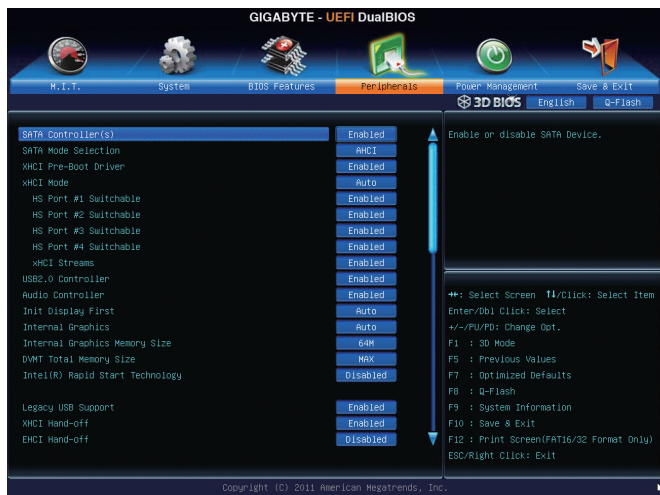 GIGABYTE - UEFI DualBIOS
M.I.T. System BIOS Features Peripherals Power Management Save & Exit
3D BIOS English Q-Flash
SATA Controller(s) Enabled
SATA Mode Selection AHCI
XHCI Pre-Boot Driver Enabled
xHCI Mode Auto
HS Port #1 Switchable Enabled
HS Port #2 Switchable Enabled
HS Port #3 Switchable Enabled
HS Port #4 Switchable Enabled
xHCI Streams Enabled
USB2.0 Controller Enabled
Audio Controller Enabled
Init Display First Auto
Internal Graphics Auto
Internal Graphics Memory Size 64M
DVMT Total Memory Size MAX
Intel(R) Rapid Start Technology Disabled
Legacy USB Support Enabled
XHCI Hand-off Enabled
EHCI Hand-off Disabled
Enable or disable SATA Device.
→←: Select Screen ↑↓/Click: Select Item
Enter/Dbl Click: Select
+/-/PU/PD: Change Opt.
F1 : 3D Mode
F5 : Previous Values
F7 : Optimized Defaults
F8 : Q-Flash
F9 : System Information
F10 : Save & Exit
F12 : Print Screen(FAT16/32 Format Only)
ESC/Right Click: Exit
Copyright (C) 2011 American Megatrends, Inc.